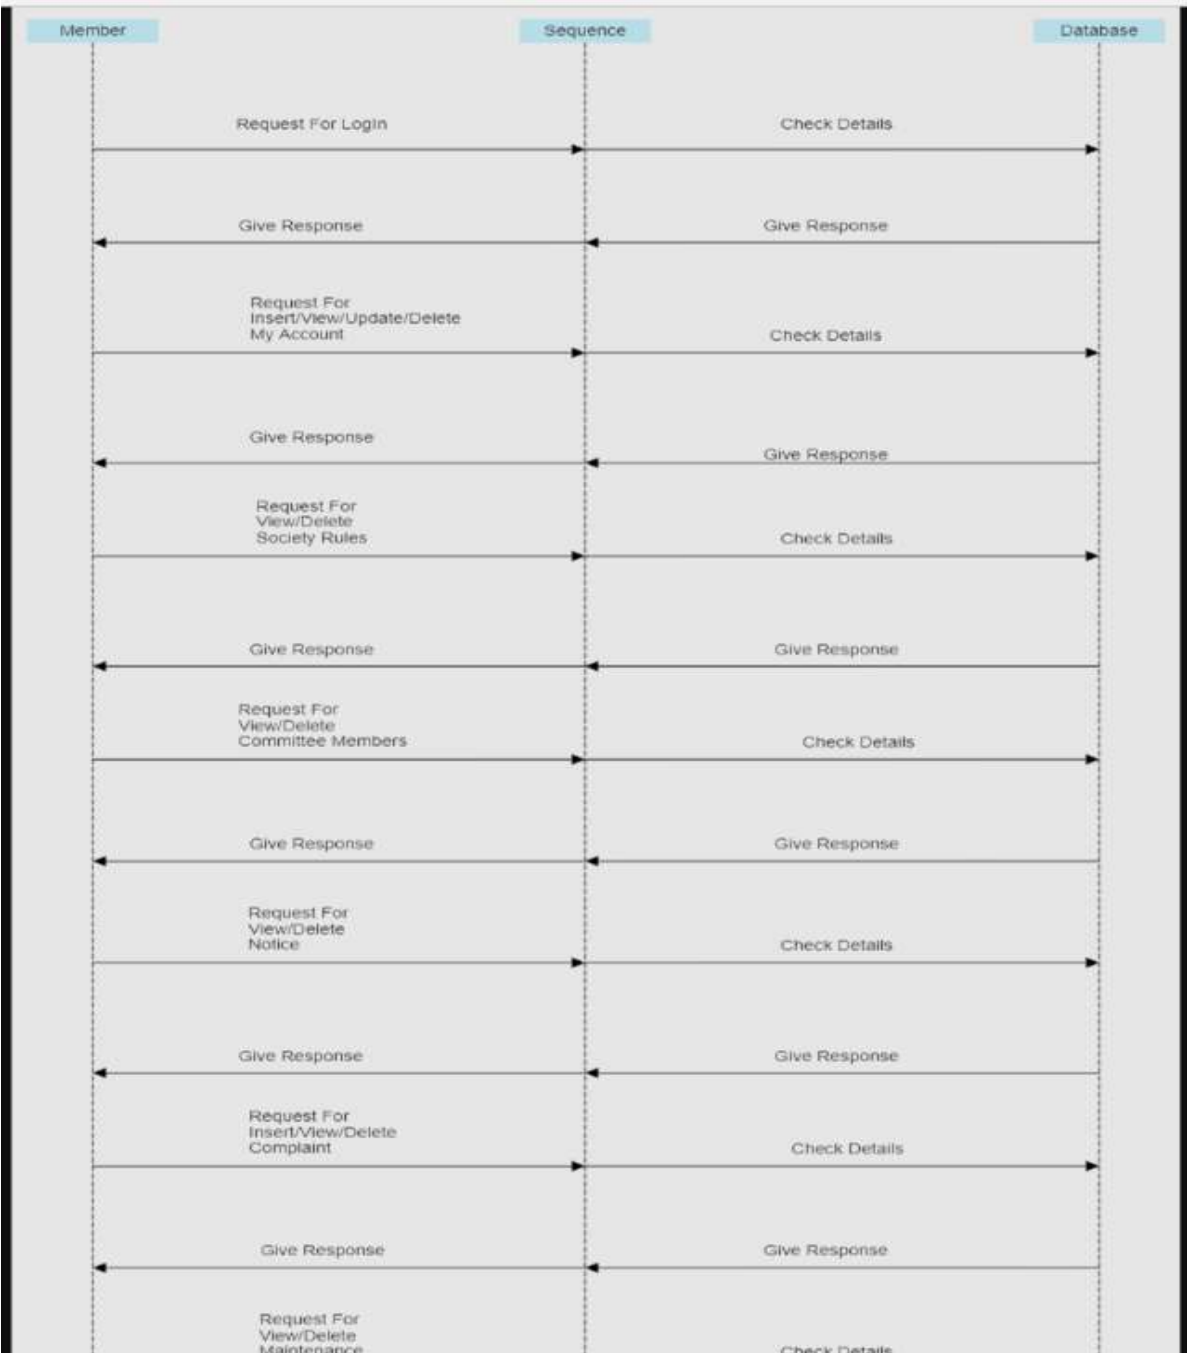 Member Sequence Database
Request For LogIn Check Details
Give Response Give Response
Request For
Insert/View/Update/Delete
My Account Check Details
Give Response
Give Response
Request For
View/Delete
Society Rules Check Details
Give Response Give Response
Request For
View/Delete
Committee Members Check Details
Give Response Give Response
Request For
View/Delete
Notice Check Details
Give Response Give Response
Request For
Insert/View/Delete
Complaint Check Details
Give Response Give Response
Request For
View/Delete
Maintenance Check Details